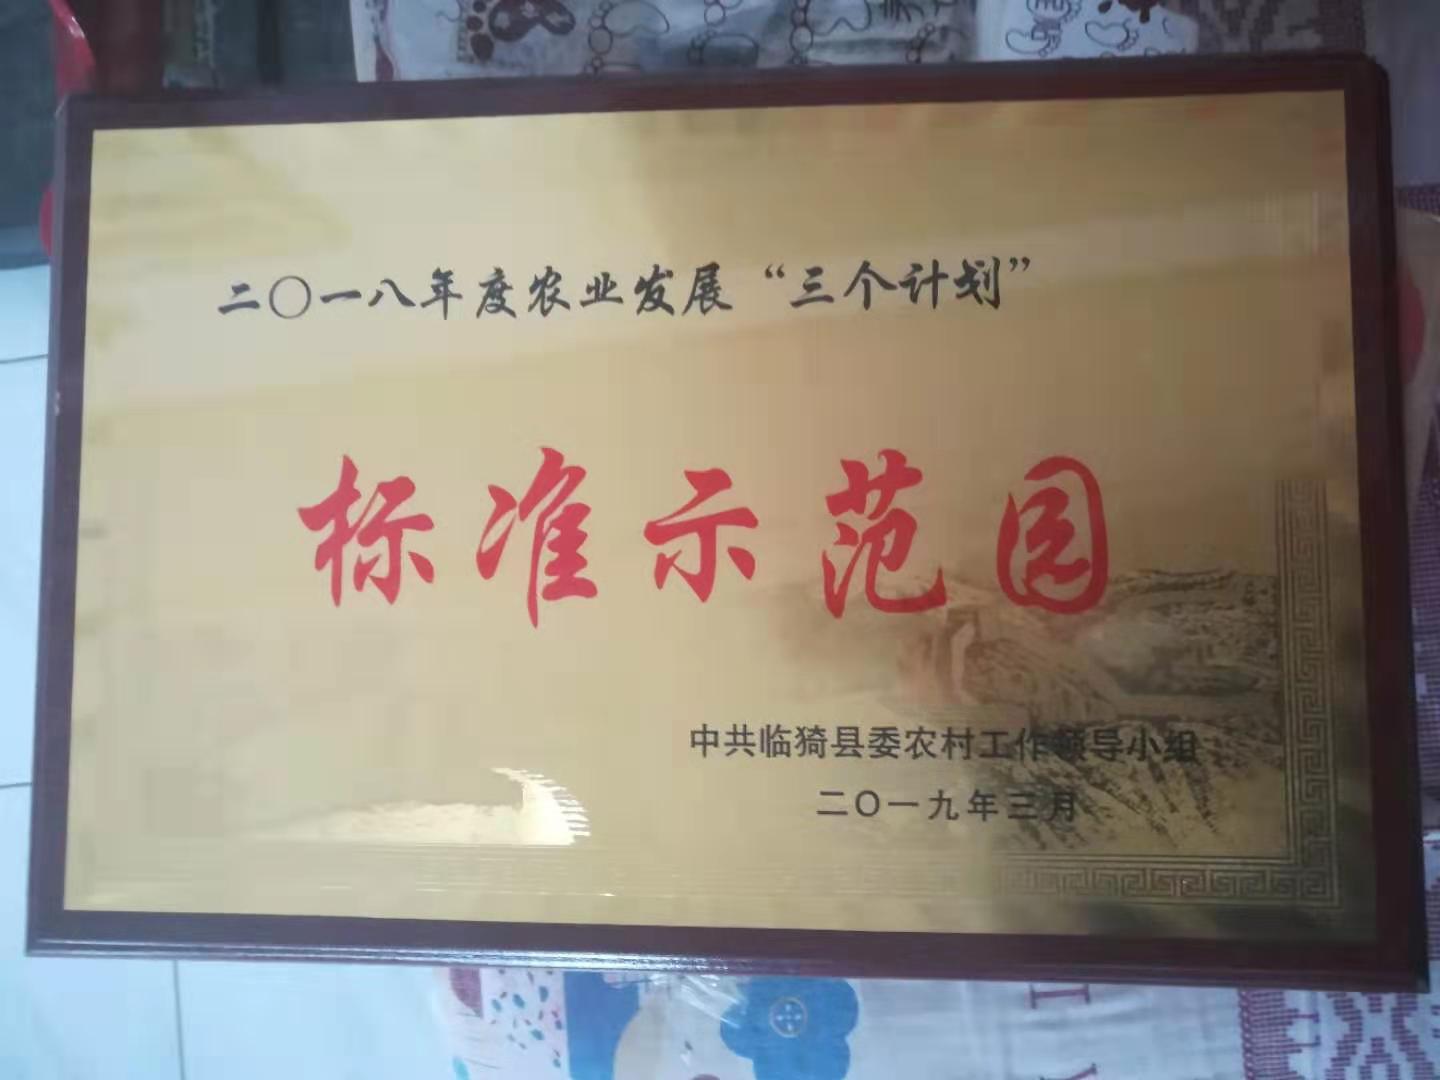 二〇一八年度农业发展“三个计划”
标准示范园
中共临猗县委农村工作领导小组
二〇一九年三月